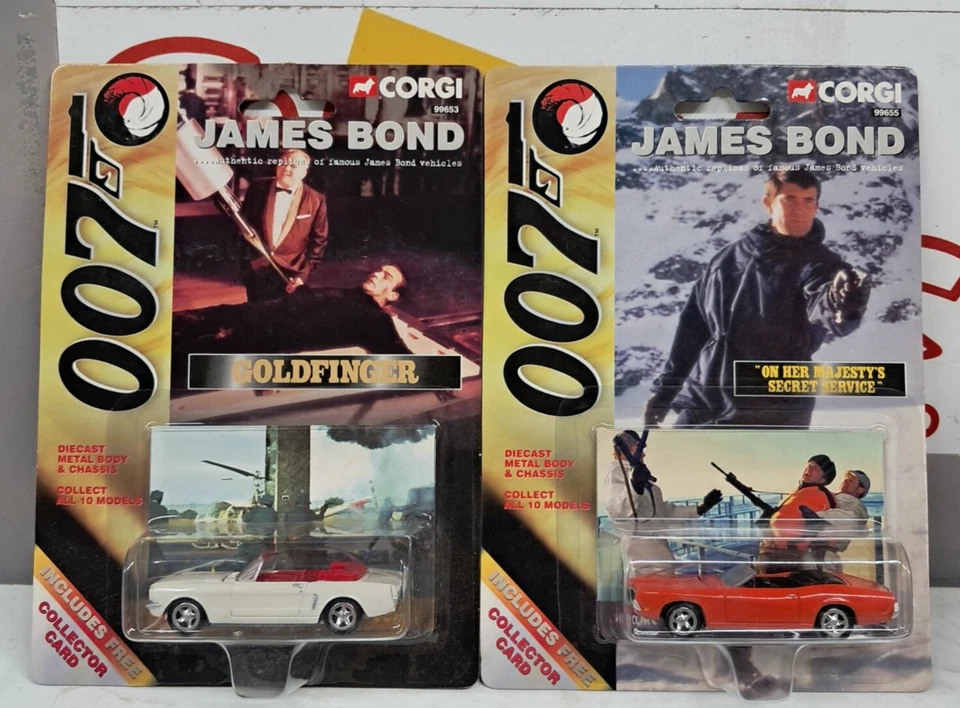 CORGI
99653
JAMES BOND
....Authentic replicas of famous James Bond vehicles
007
TM
GOLDFINGER
DIECAST
METAL BODY
& CHASSIS
COLLECT
ALL 10 MODELS
INCLUDES FREE
COLLECTOR
CARD
CORGI
99655
JAMES BOND
....Authentic replicas of famous James Bond vehicles
007
TM
"ON HER MAJESTY'S
SECRET SERVICE"
DIECAST
METAL BODY
& CHASSIS
COLLECT
ALL 10 MODELS
INCLUDES FREE
COLLECTOR
CARD